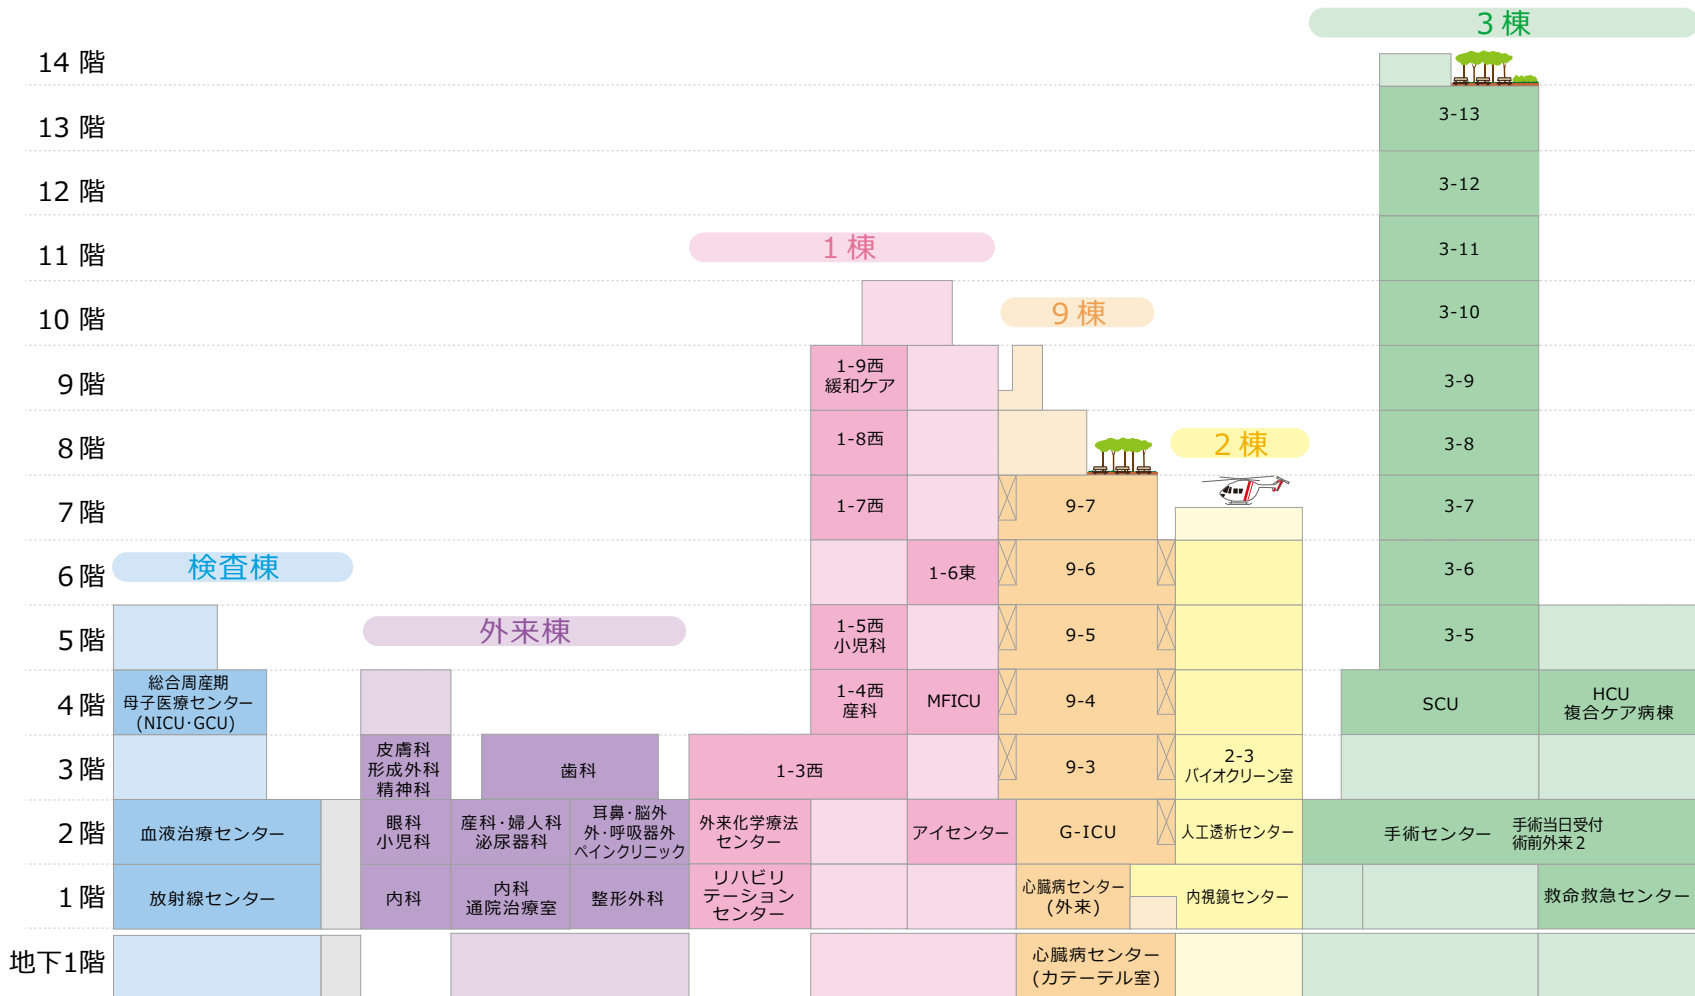 3棟
14 階
13 階
3-13
12 階
3-12
11 階
1棟
3-11
10 階
9棟
3-10
9階
1-9西
緩和ケア
3-9
8階
1-8西
2棟
3-8
7階
1-7西
9-7
3-7
検査棟
6階
1-6東
9-6
3-6
外来棟
5階
1-5西
小児科
9-5
3-5
4階
総合周産期
母子医療センター
(NICU・GCU)
1-4西
産科
MFICU
9-4
SCU
HCU
複合ケア病棟
3階
皮膚科
形成外科
精神科
歯科
1-3西
9-3
2-3
バイオクリーン室
2階
血液治療センター
眼科
小児科
産科・婦人科
泌尿器科
耳鼻・脳外
外・呼吸器外
ペインクリニック
外来化学療法
センター
アイセンター
G-ICU
人工透析センター
手術センター
手術当日受付
術前外来2
1階
放射線センター
内科
内科
通院治療室
整形外科
リハビリ
テーション
センター
心臓病センター
(外来)
内視鏡センター
救命救急センター
地下1階
心臓病センター
(カテーテル室)